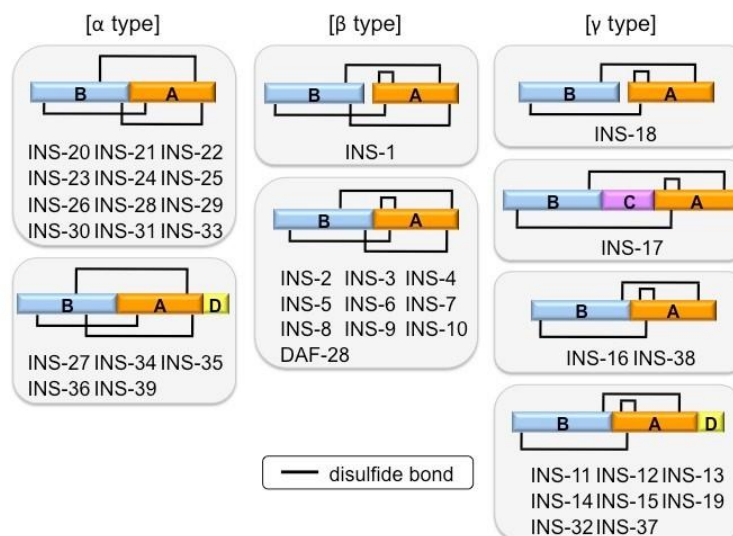 [α type]
B A
INS-20 INS-21 INS-22
INS-23 INS-24 INS-25
INS-26 INS-28 INS-29
INS-30 INS-31 INS-33
B A D
INS-27 INS-34 INS-35
INS-36 INS-39
[β type]
B A
INS-1
B A
INS-2 INS-3 INS-4
INS-5 INS-6 INS-7
INS-8 INS-9 INS-10
DAF-28
disulfide bond
[γ type]
B A
INS-18
B C A
INS-17
B A
INS-16 INS-38
B A D
INS-11 INS-12 INS-13
INS-14 INS-15 INS-19
INS-32 INS-37